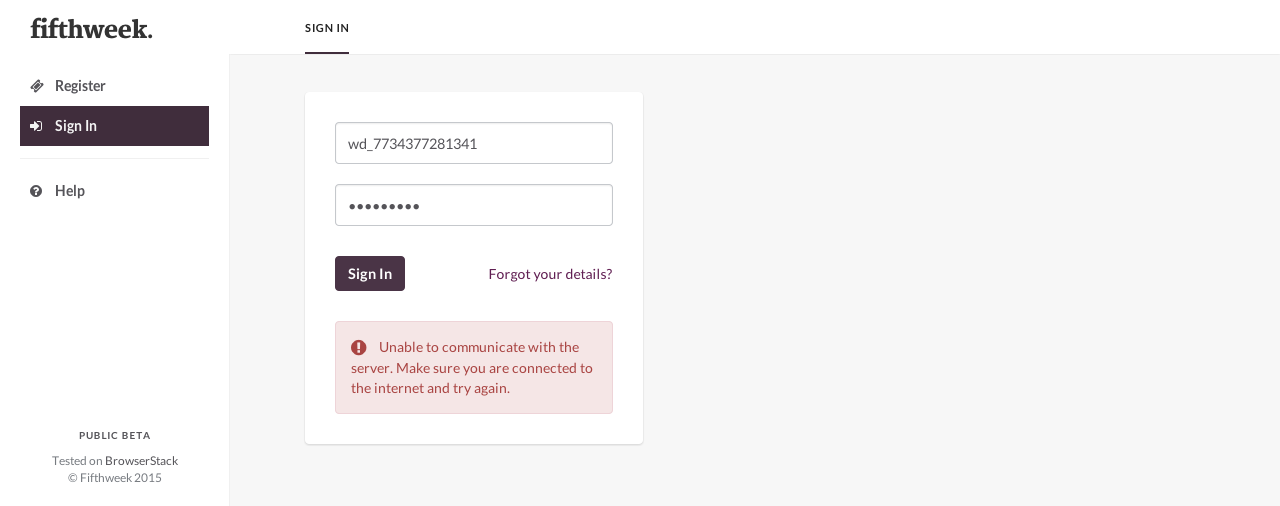 fifthweek.
SIGN IN
Register
Sign In
Help
wd_7734377281341
•••••••••
Sign In
Forgot your details?
Unable to communicate with the
server. Make sure you are connected to
the internet and try again.
PUBLIC BETA
Tested on BrowserStack
© Fifthweek 2015